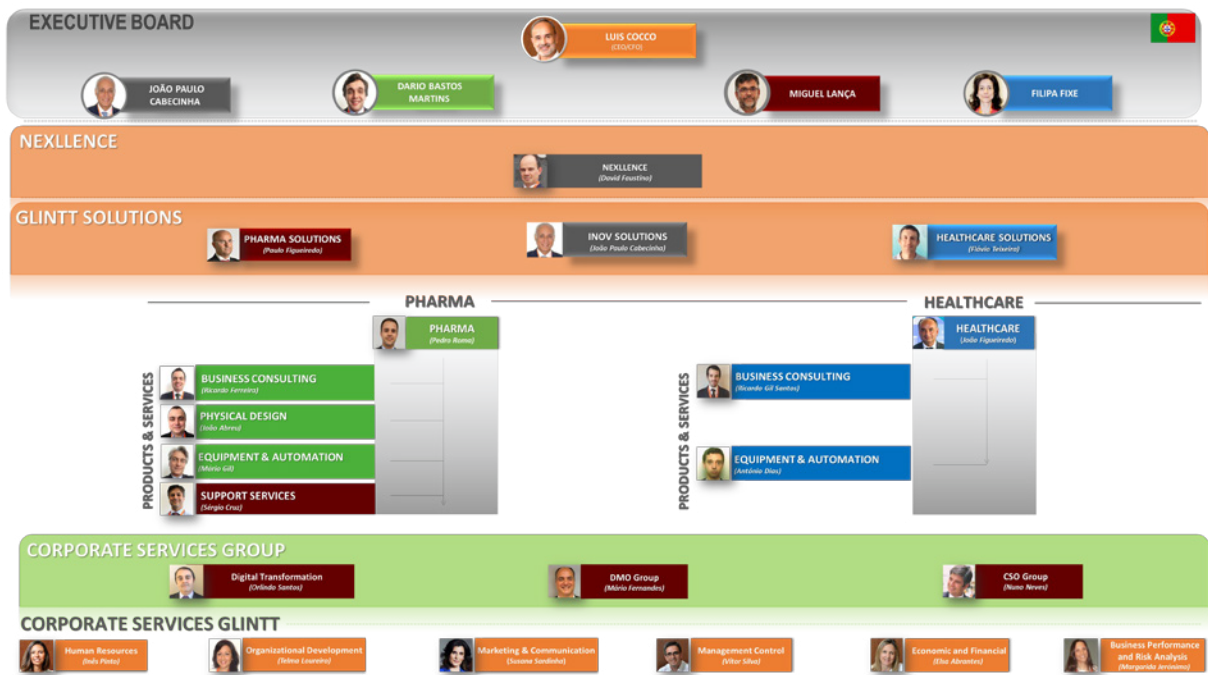 EXECUTIVE BOARD
LUIS COCCO
(CEO/CFO)
JOÃO PAULO
CABECINHA
DARIO BASTOS
MARTINS
MIGUEL LANÇA
FILIPA FIXE
NEXLLENCE
NEXLLENCE
(David Faustino)
GLINTT SOLUTIONS
PHARMA SOLUTIONS
(Paulo Figueiredo)
INOV SOLUTIONS
(João Paulo Cabecinha)
HEALTHCARE SOLUTIONS
(Flávio Teixeira)
PHARMA
HEALTHCARE
PHARMA
(Pedro Roma)
HEALTHCARE
(João Figueiredo)
PRODUCTS & SERVICES
BUSINESS CONSULTING
(Ricardo Ferreira)
PHYSICAL DESIGN
(João Abreu)
EQUIPMENT & AUTOMATION
(Mário Gil)
SUPPORT SERVICES
(Sérgio Cruz)
PRODUCTS & SERVICES
BUSINESS CONSULTING
(Ricardo Gil Santos)
EQUIPMENT & AUTOMATION
(António Dias)
CORPORATE SERVICES GROUP
Digital Transformation
(Orlindo Santos)
DMO Group
(Mário Fernandes)
CSO Group
(Nuno Neves)
CORPORATE SERVICES GLINTT
Human Resources
(Inês Pinto)
Organizational Development
(Telma Loureiro)
Marketing & Communication
(Susana Sardinha)
Management Control
(Vitor Silva)
Economic and Financial
(Elsa Abrantes)
Business Performance
and Risk Analysis
(Margarida Jerónimo)